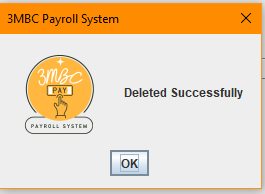 3MBC Payroll System
3MBC
PAY
PAYROLL SYSTEM
Deleted Successfully
OK